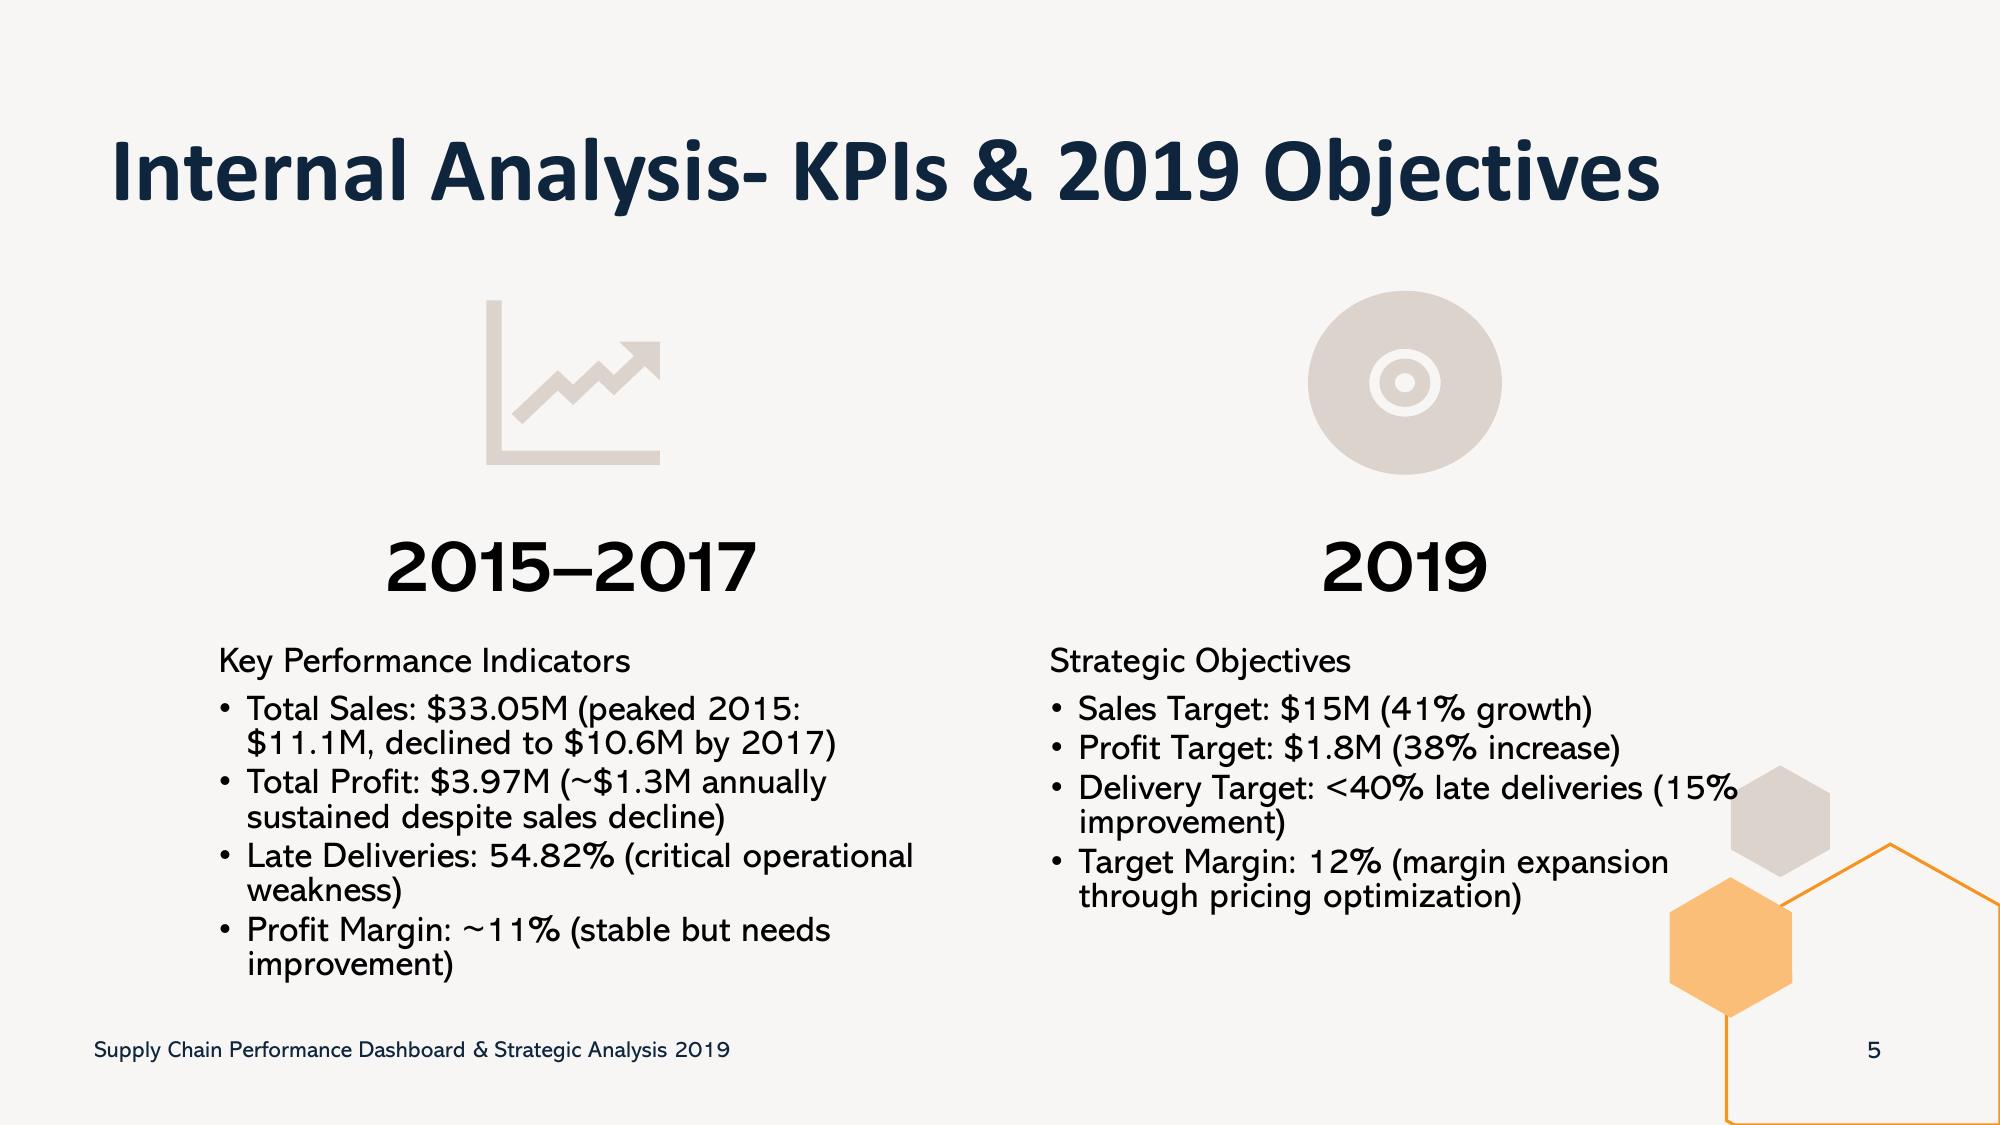 Internal Analysis- KPIs & 2019 Objectives
2015–2017
Key Performance Indicators
• Total Sales: $33.05M (peaked 2015:
$11.1M, declined to $10.6M by 2017)
• Total Profit: $3.97M (~$1.3M annually
sustained despite sales decline)
• Late Deliveries: 54.82% (critical operational
weakness)
• Profit Margin: ~11% (stable but needs
improvement)
2019
Strategic Objectives
• Sales Target: $15M (41% growth)
• Profit Target: $1.8M (38% increase)
• Delivery Target: <40% late deliveries (15%
improvement)
• Target Margin: 12% (margin expansion
through pricing optimization)
Supply Chain Performance Dashboard & Strategic Analysis 2019
5